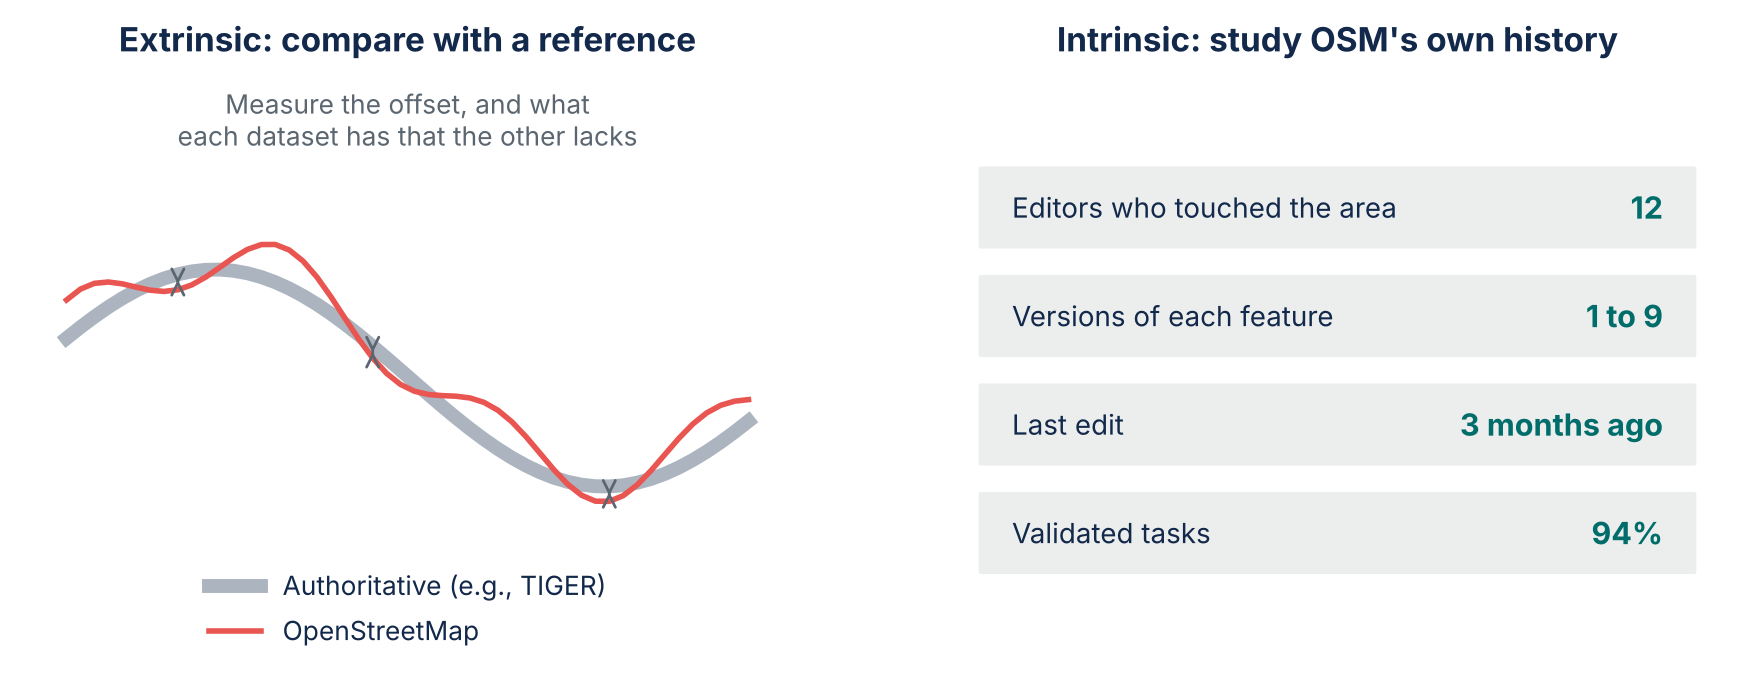 Extrinsic: compare with a reference
Measure the offset, and what
each dataset has that the other lacks
Authoritative (e.g., TIGER)
OpenStreetMap
Intrinsic: study OSM's own history
Editors who touched the area 12
Versions of each feature 1 to 9
Last edit 3 months ago
Validated tasks 94%